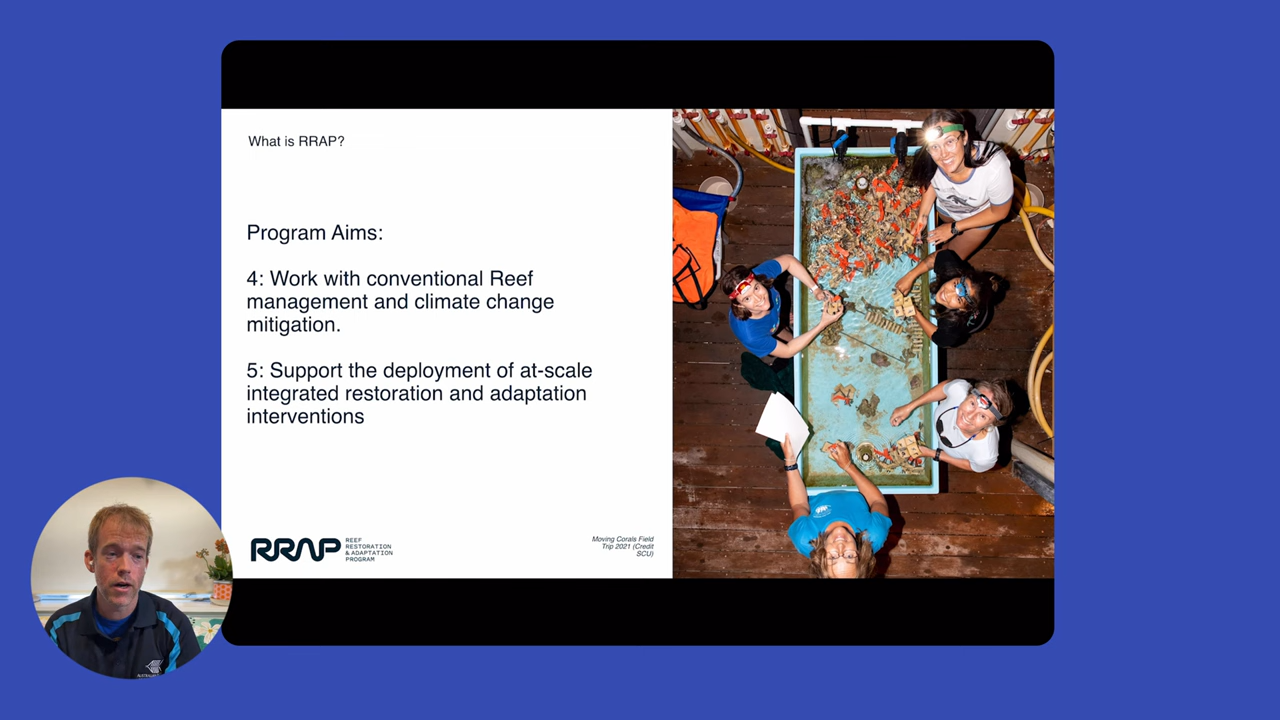 What is RRAP?
Program Aims:
4: Work with conventional Reef
management and climate change
mitigation.
5: Support the deployment of at-scale
integrated restoration and adaptation
interventions
RRAP
REEF
RESTORATION
& ADAPTATION
PROGRAM
Moving Corals Field
Trip 2021 (Credit
SCU)